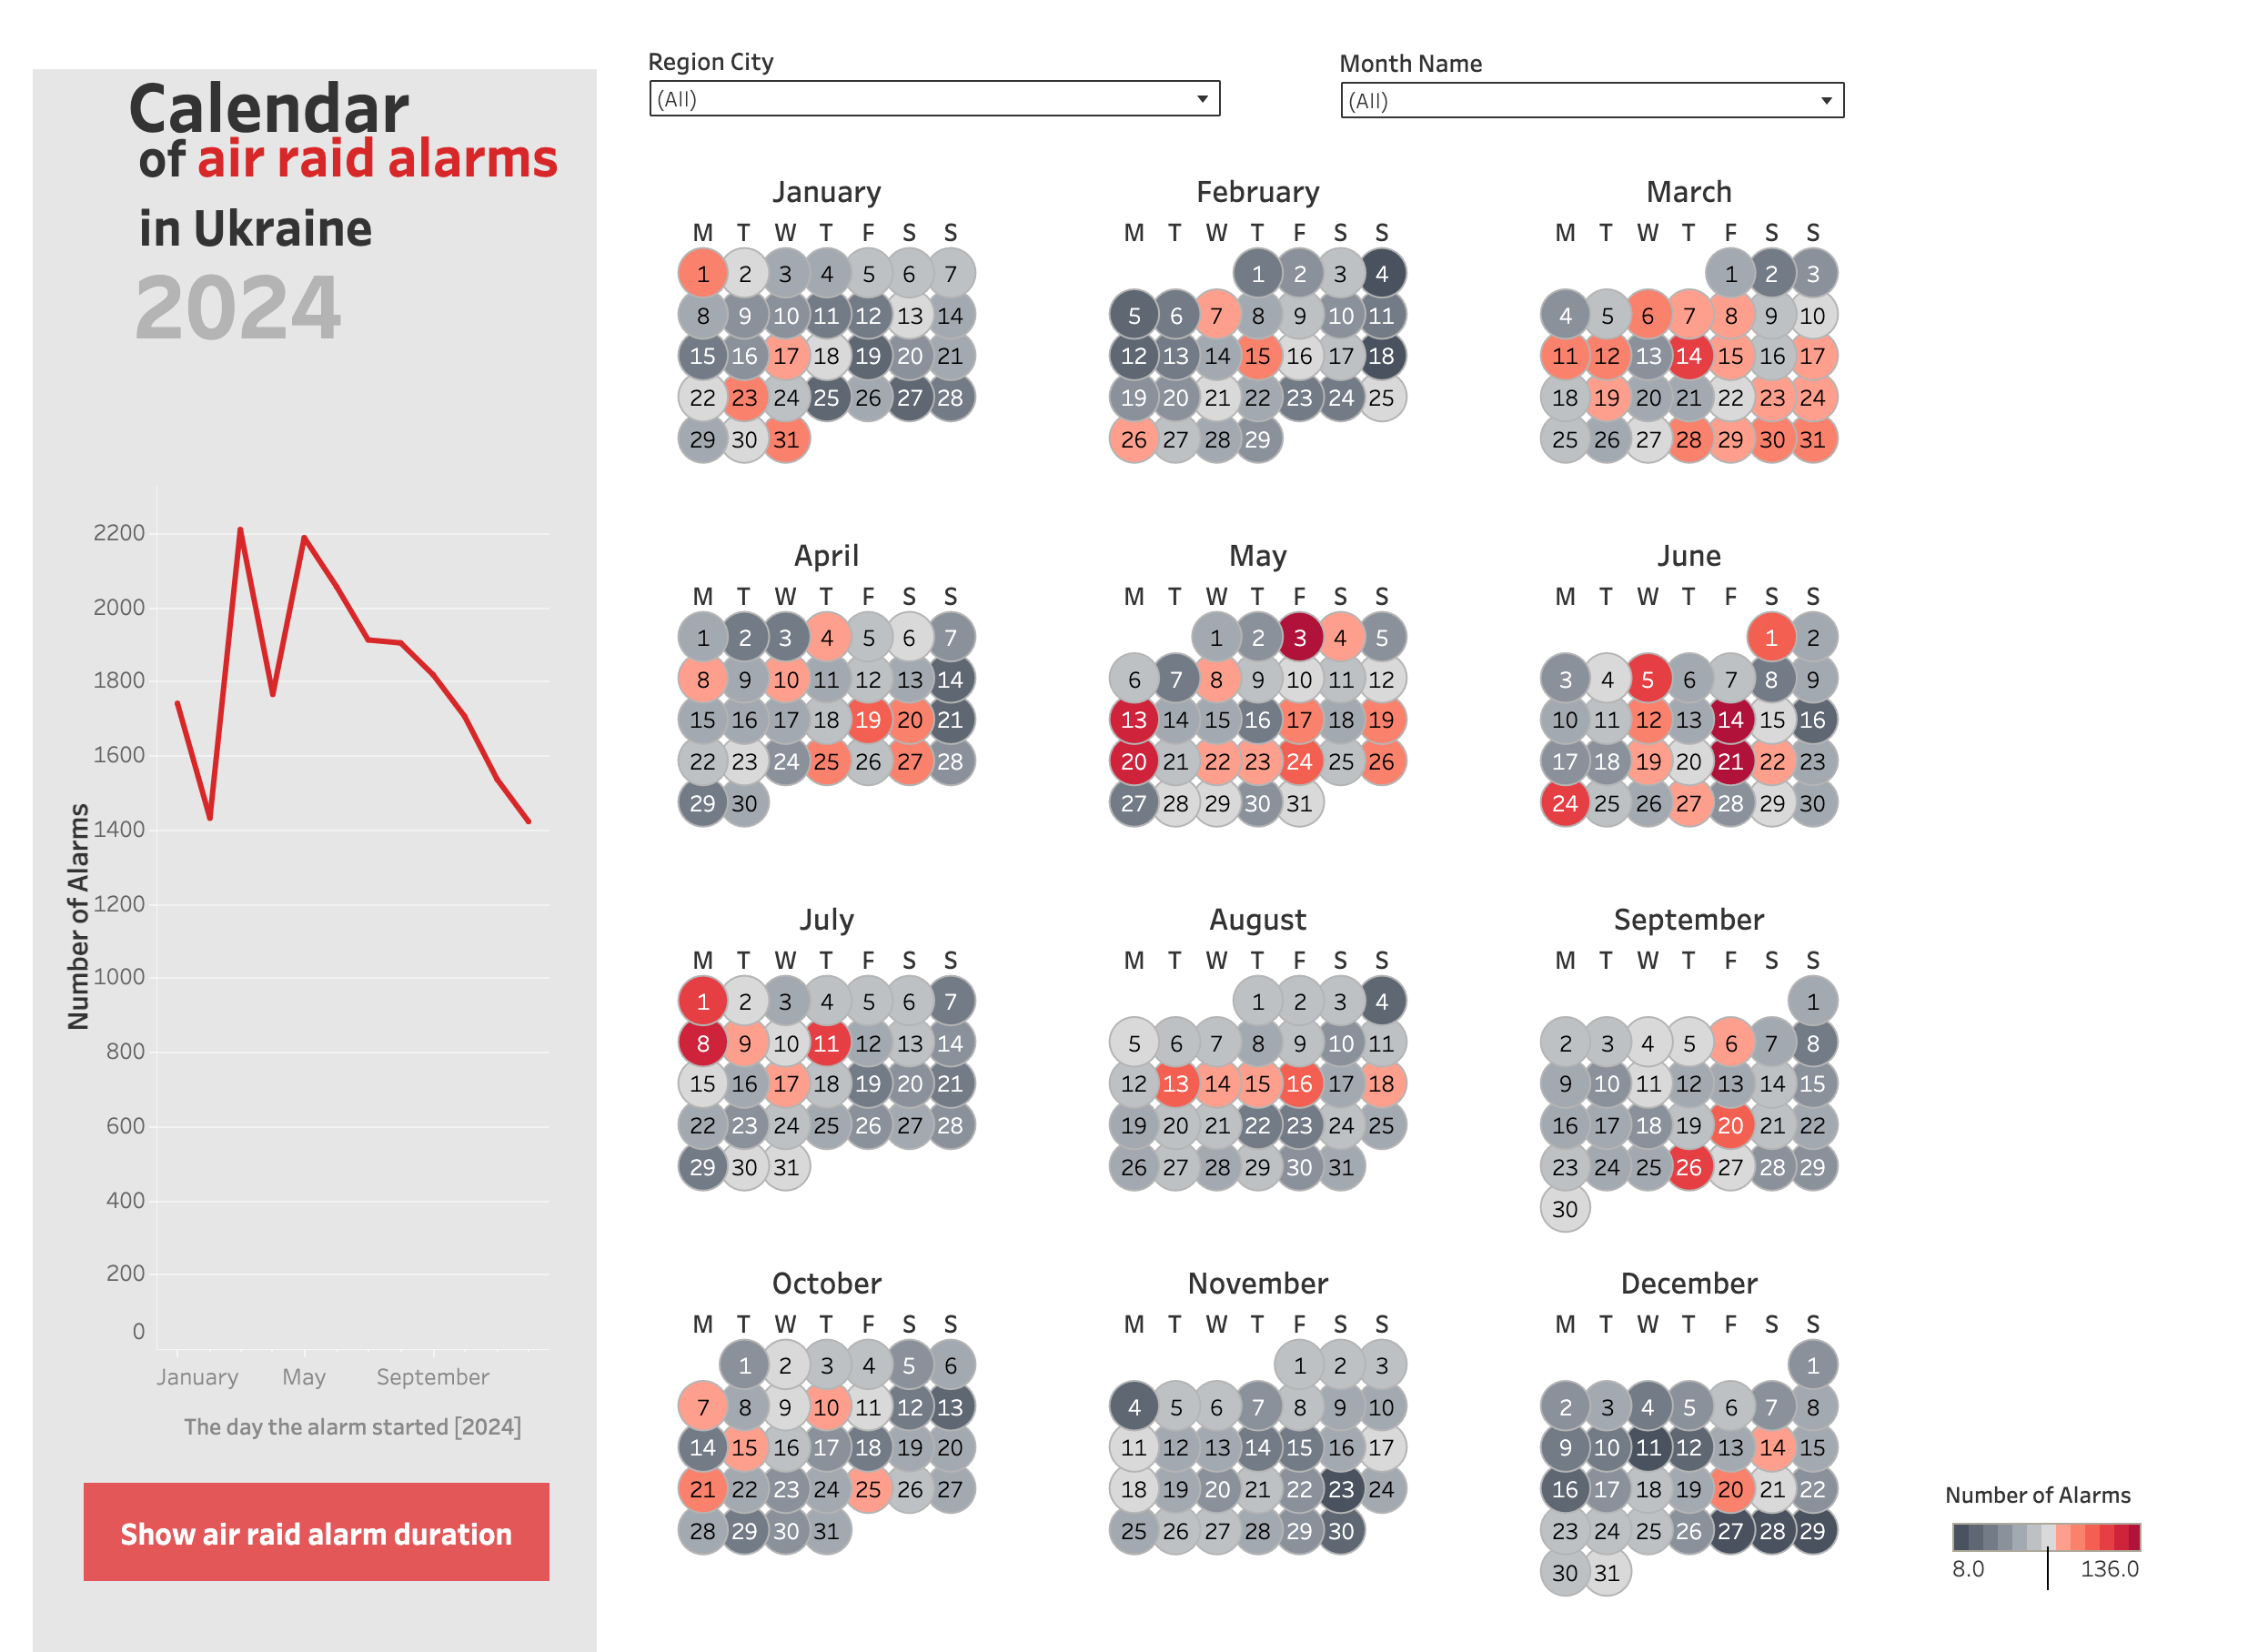 Calendar
of air raid alarms
in Ukraine
2024
Number of Alarms
2200
2000
1800
1600
1400
1200
1000
800
600
400
200
0
January May September
The day the alarm started [2024]
Show air raid alarm duration
Region City
(All)
Month Name
(All)
January
M T W T F S S
1 2 3 4 5 6 7
8 9 10 11 12 13 14
15 16 17 18 19 20 21
22 23 24 25 26 27 28
29 30 31
February
M T W T F S S
1 2 3 4
5 6 7 8 9 10 11
12 13 14 15 16 17 18
19 20 21 22 23 24 25
26 27 28 29
March
M T W T F S S
1 2 3
4 5 6 7 8 9 10
11 12 13 14 15 16 17
18 19 20 21 22 23 24
25 26 27 28 29 30 31
April
M T W T F S S
1 2 3 4 5 6 7
8 9 10 11 12 13 14
15 16 17 18 19 20 21
22 23 24 25 26 27 28
29 30
May
M T W T F S S
1 2 3 4 5
6 7 8 9 10 11 12
13 14 15 16 17 18 19
20 21 22 23 24 25 26
27 28 29 30 31
June
M T W T F S S
1 2
3 4 5 6 7 8 9
10 11 12 13 14 15 16
17 18 19 20 21 22 23
24 25 26 27 28 29 30
July
M T W T F S S
1 2 3 4 5 6 7
8 9 10 11 12 13 14
15 16 17 18 19 20 21
22 23 24 25 26 27 28
29 30 31
August
M T W T F S S
1 2 3 4
5 6 7 8 9 10 11
12 13 14 15 16 17 18
19 20 21 22 23 24 25
26 27 28 29 30 31
September
M T W T F S S
1
2 3 4 5 6 7 8
9 10 11 12 13 14 15
16 17 18 19 20 21 22
23 24 25 26 27 28 29
30
October
M T W T F S S
1 2 3 4 5 6
7 8 9 10 11 12 13
14 15 16 17 18 19 20
21 22 23 24 25 26 27
28 29 30 31
November
M T W T F S S
1 2 3
4 5 6 7 8 9 10
11 12 13 14 15 16 17
18 19 20 21 22 23 24
25 26 27 28 29 30
December
M T W T F S S
1
2 3 4 5 6 7 8
9 10 11 12 13 14 15
16 17 18 19 20 21 22
23 24 25 26 27 28 29
30 31
Number of Alarms
8.0 136.0